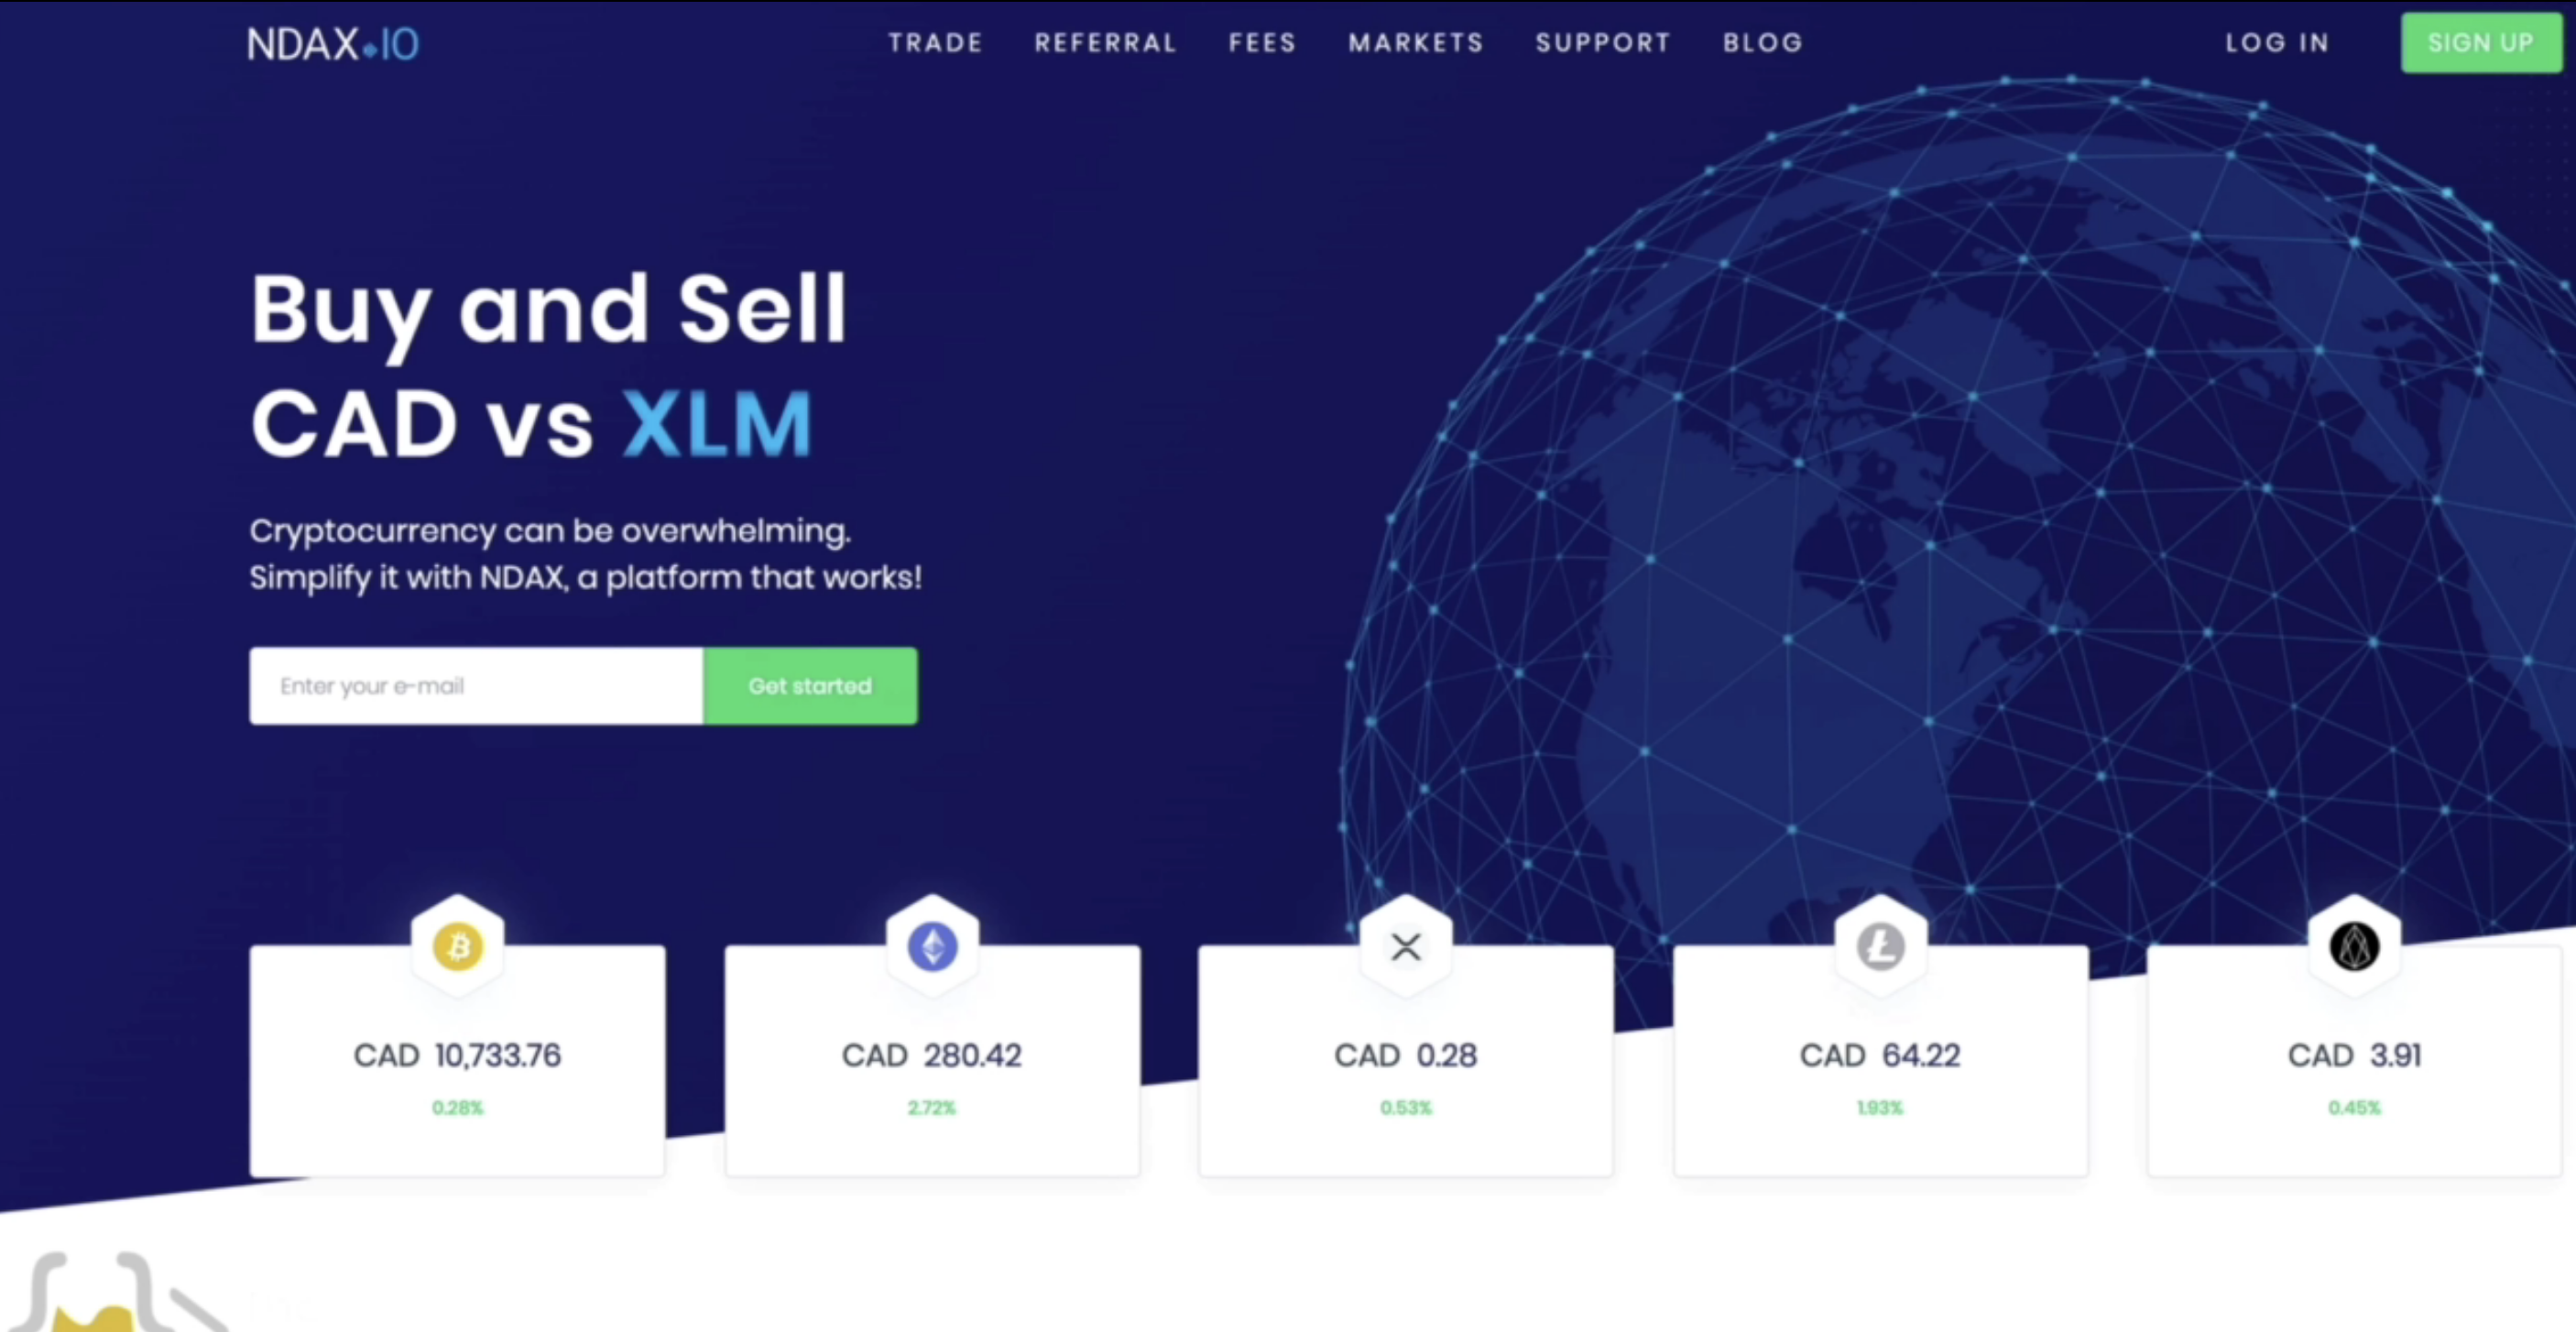 NDAX.IO
TRADE REFERRAL FEES MARKETS SUPPORT BLOG
LOG IN
SIGN UP
Buy and Sell
CAD vs XLM
Cryptocurrency can be overwhelming.
Simplify it with NDAX, a platform that works!
Enter your e-mail
Get started
CAD 10,733.76
0.28%
CAD 280.42
2.72%
CAD 0.28
0.53%
CAD 64.22
1.93%
CAD 3.91
0.45%